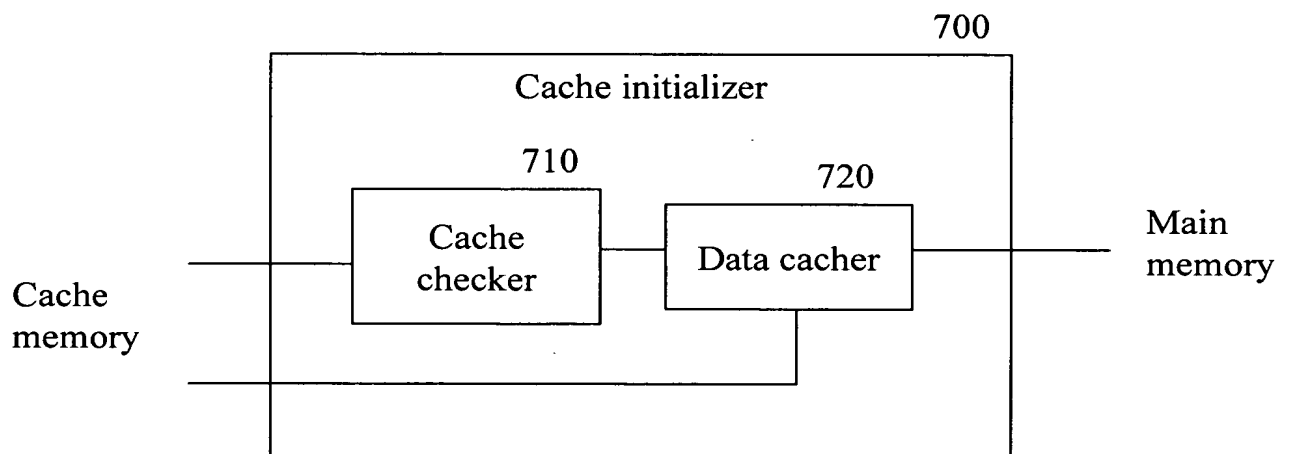 700
Cache initializer
710
720
Cache
checker
Data cacher
Main
memory
Cache
memory